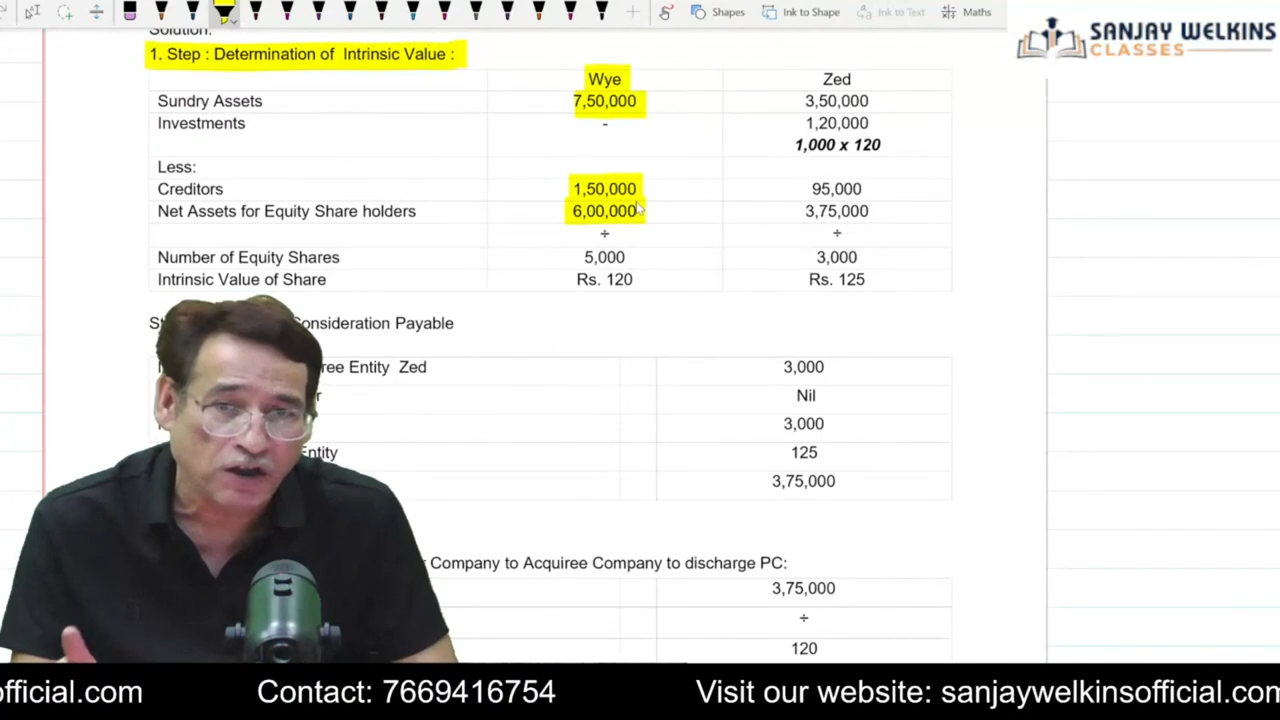 Shapes Ink to Shape Ink to Text Maths
SANJAY WELKINS
CLASSES
Solution:
1. Step : Determination of Intrinsic Value :
Wye Zed
Sundry Assets 7,50,000 3,50,000
Investments - 1,20,000
1,000 x 120
Less:
Creditors 1,50,000 95,000
Net Assets for Equity Share holders 6,00,000 3,75,000
÷ ÷
Number of Equity Shares 5,000 3,000
Intrinsic Value of Share Rs. 120 Rs. 125
Consideration Payable
Entity Zed 3,000
Nil
3,000
Entity 125
3,75,000
Company to Acquiree Company to discharge PC:
3,75,000
÷
120
official.com Contact: 7669416754 Visit our website: sanjaywelkinsofficial.com